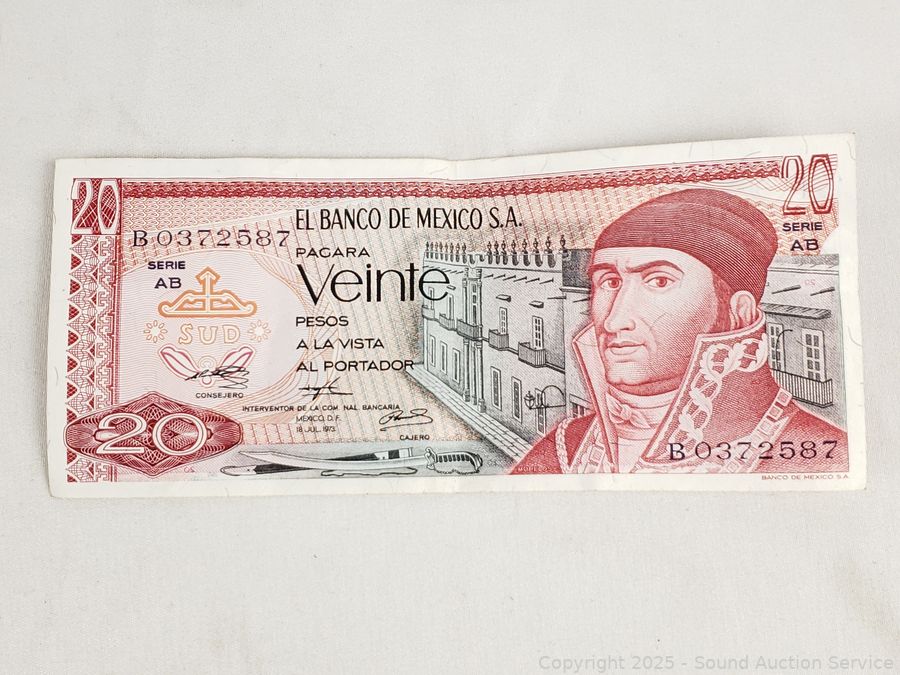 20
20
EL BANCO DE MEXICO S.A.
B0372587
SERIE
AB
PAGARA
SERIE
AB
Veinte
SUD
PESOS
A LA VISTA
AL PORTADOR
CONSEJERO
INTERVENTOR DE LA COM. NAL. BANCARIA
MEXICO, D.F.
18 JUL. 1973
CAJERO
20
B0372587
MORELOS
BANCO DE MEXICO S.A.
Copyright © 2025 - Sound Auction Service